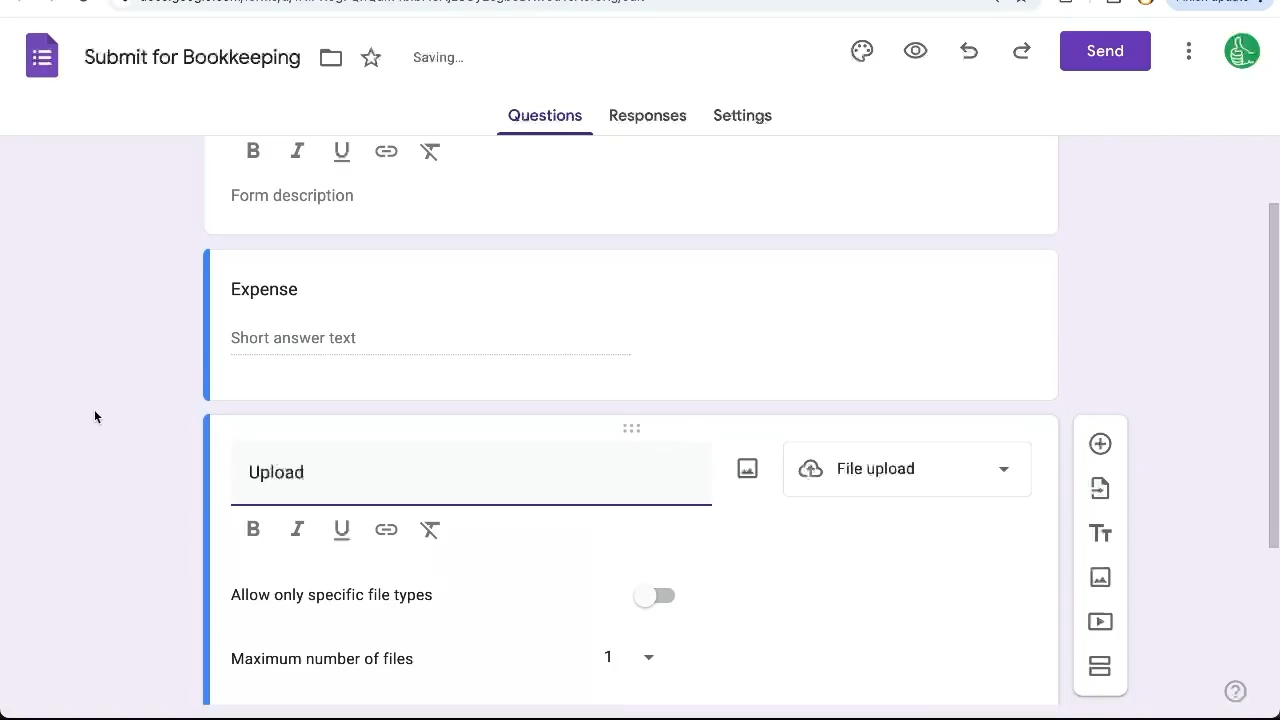 Submit for Bookkeeping
Saving...
Send
Questions Responses Settings
B I U
Form description
Expense
Short answer text
Upload
File upload
B I U
Tт
Allow only specific file types
Maximum number of files 1